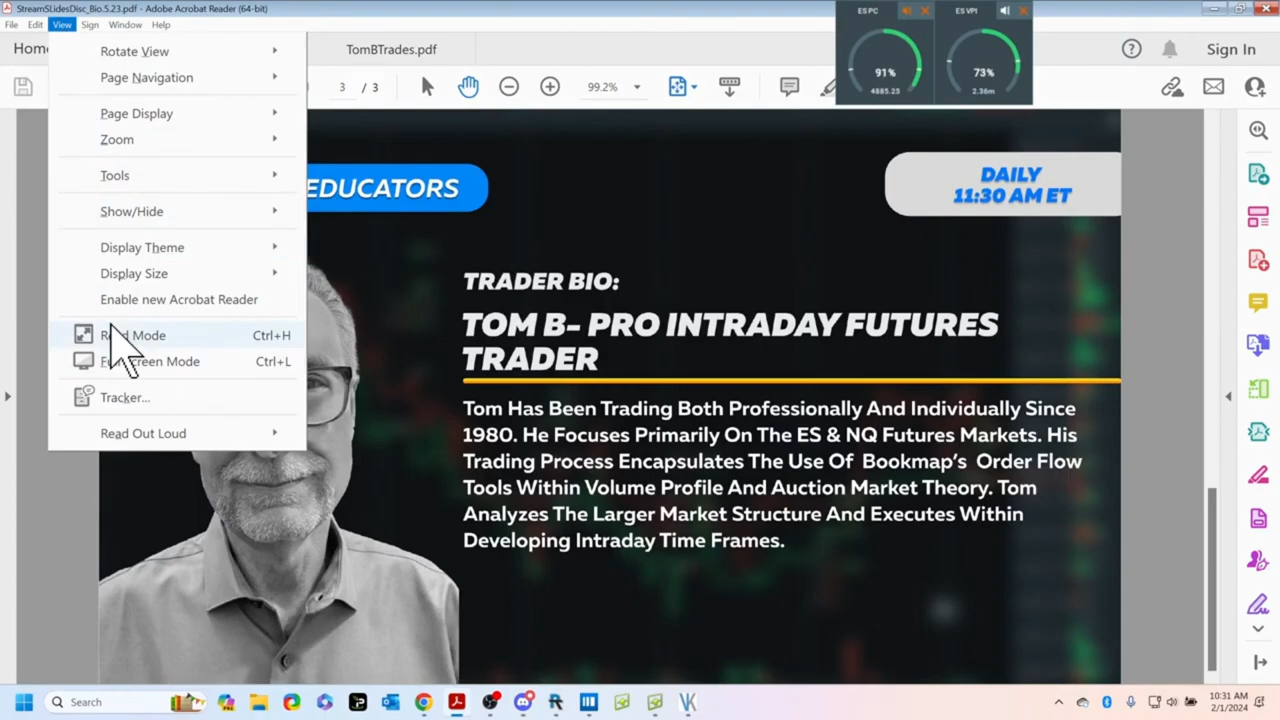 StreamSLidesDisc_Bio.5.23.pdf - Adobe Acrobat Reader (64-bit)
File Edit View Sign Window Help
TomBTrades.pdf
Sign In
3 / 3
99.2%
ES PC
91%
4885.25
ES VPI
73%
2.36m
Rotate View
Page Navigation
Page Display
Zoom
Tools
Show/Hide
Display Theme
Display Size
Enable new Acrobat Reader
Mode Ctrl+H
Mode Ctrl+L
Tracker...
Read Out Loud
EDUCATORS
DAILY
11:30 AM ET
TRADER BIO:
TOM B- PRO INTRADAY FUTURES
TRADER
Tom Has Been Trading Both Professionally And Individually Since
1980. He Focuses Primarily On The ES & NQ Futures Markets. His
Trading Process Encapsulates The Use Of Bookmap's Order Flow
Tools Within Volume Profile And Auction Market Theory. Tom
Analyzes The Larger Market Structure And Executes Within
Developing Intraday Time Frames.
Search
10:31 AM
2/1/2024